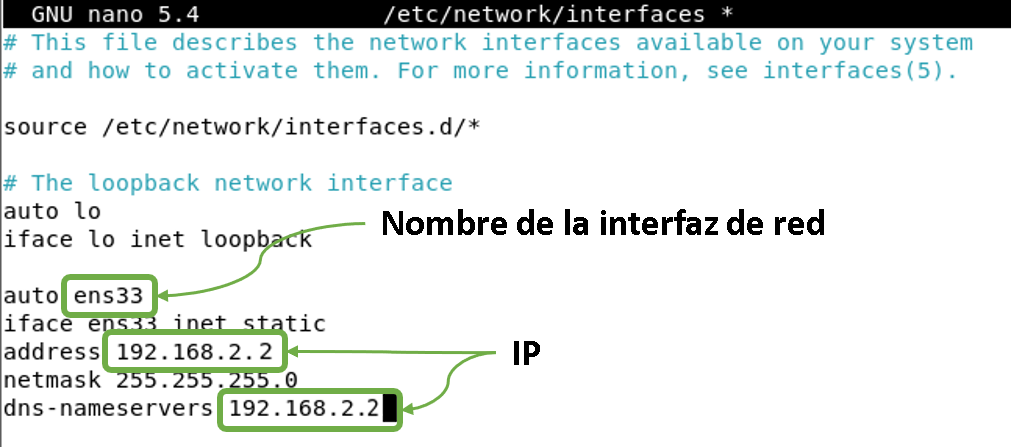 GNU nano 5.4 /etc/network/interfaces *
# This file describes the network interfaces available on your system
# and how to activate them. For more information, see interfaces(5).
source /etc/network/interfaces.d/*
# The loopback network interface
auto lo
iface lo inet loopback
Nombre de la interfaz de red
auto ens33
iface ens33 inet static
address 192.168.2.2
IP
netmask 255.255.255.0
dns-nameservers 192.168.2.2